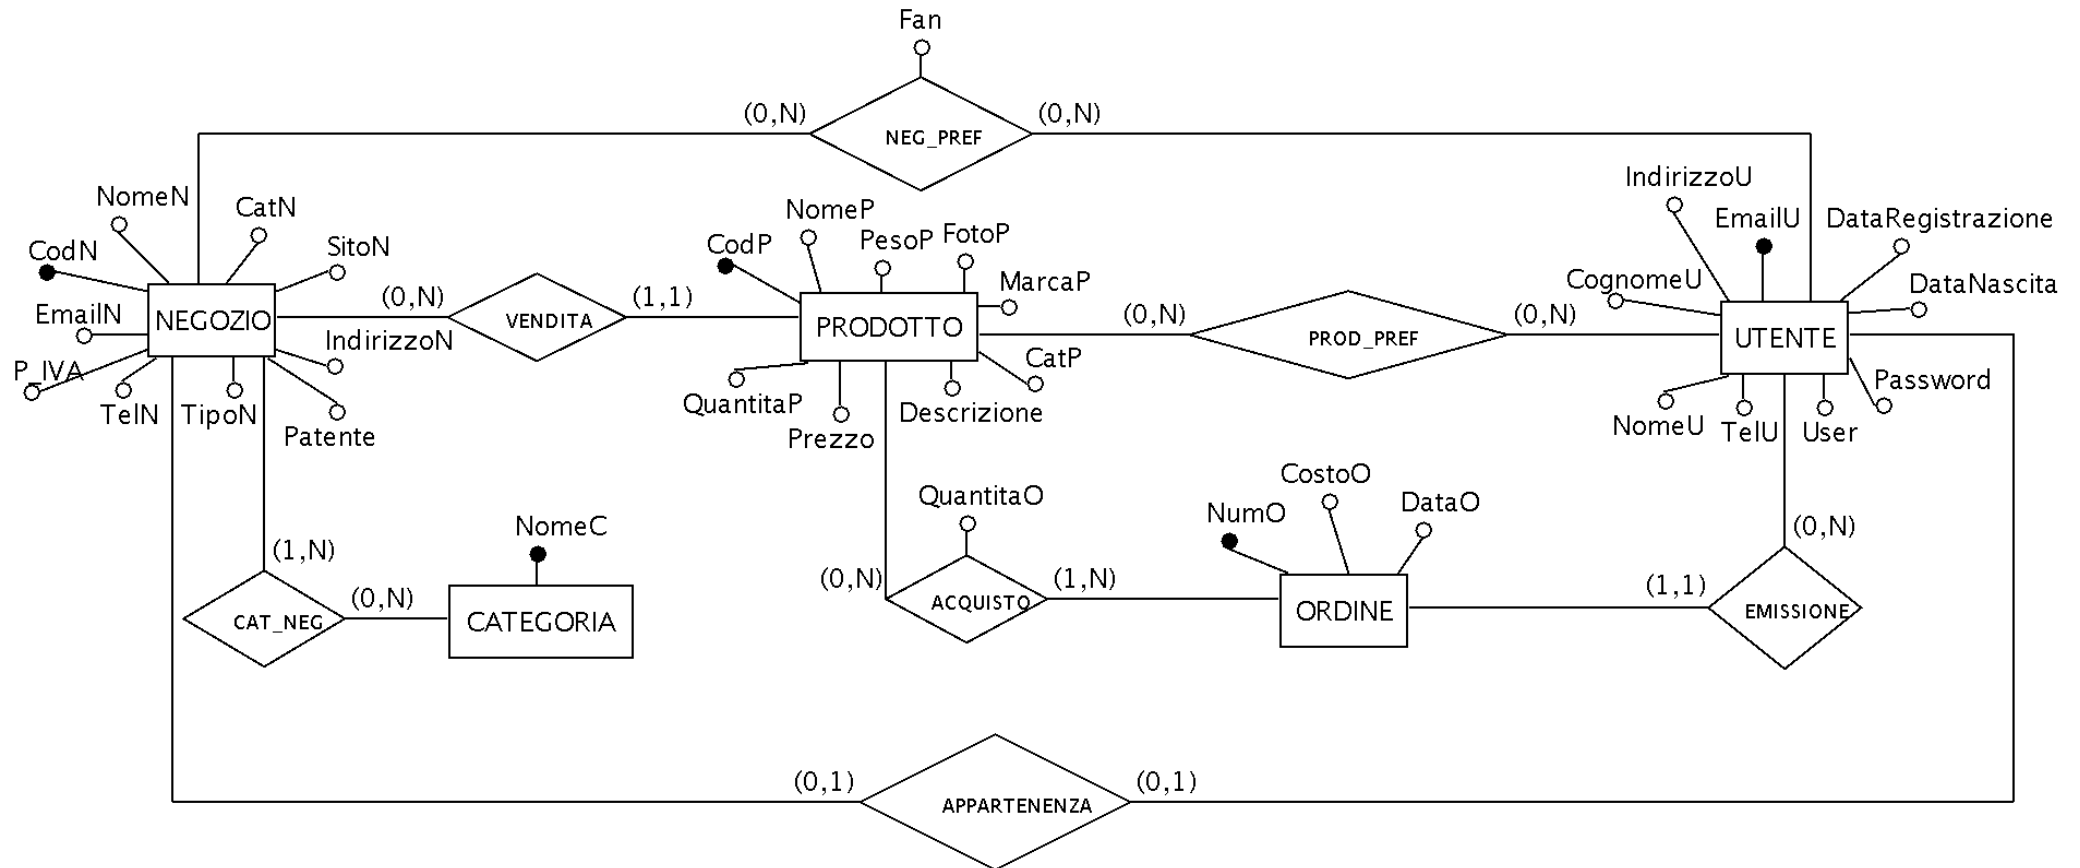 Fan
(0,N)
(0,N)
NEG_PREF
NomeN
CatN
CodN
SitoN
EmailN
NEGOZIO
IndirizzoN
P_IVA
TelN
TipoN
Patente
(0,N)
VENDITA
(1,1)
NomeP
CodP
PesoP
FotoP
MarcaP
PRODOTTO
CatP
QuantitaP
Prezzo
Descrizione
(0,N)
PROD_PREF
(0,N)
IndirizzoU
EmailU
DataRegistrazione
CognomeU
DataNascita
UTENTE
Password
NomeU
TelU
User
(1,N)
CAT_NEG
(0,N)
NomeC
CATEGORIA
QuantitaO
(0,N)
ACQUISTO
(1,N)
NumO
CostoO
DataO
ORDINE
(0,N)
(1,1)
EMISSIONE
(0,1)
APPARTENENZA
(0,1)